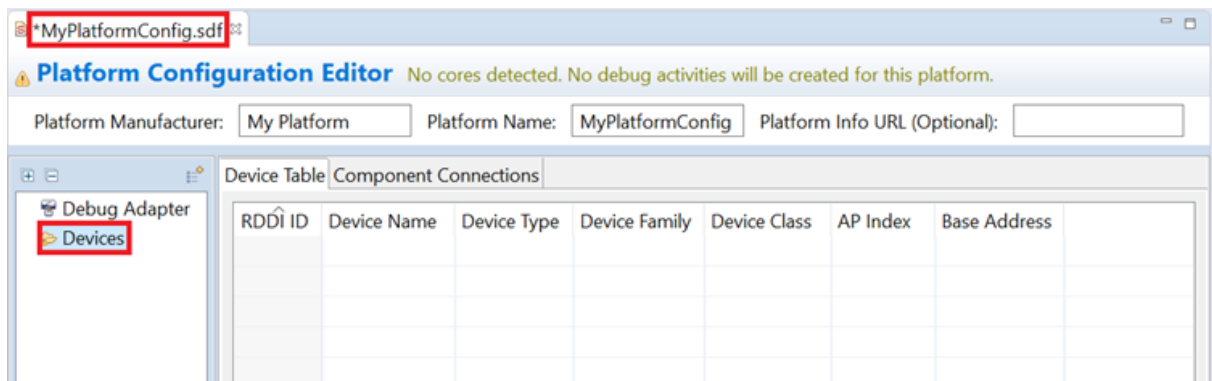 *MyPlatformConfig.sdf
Platform Configuration Editor No cores detected. No debug activities will be created for this platform.
Platform Manufacturer: My Platform Platform Name: MyPlatformConfig Platform Info URL (Optional):
Device Table Component Connections
Debug Adapter
Devices
RDDI ID Device Name Device Type Device Family Device Class AP Index Base Address